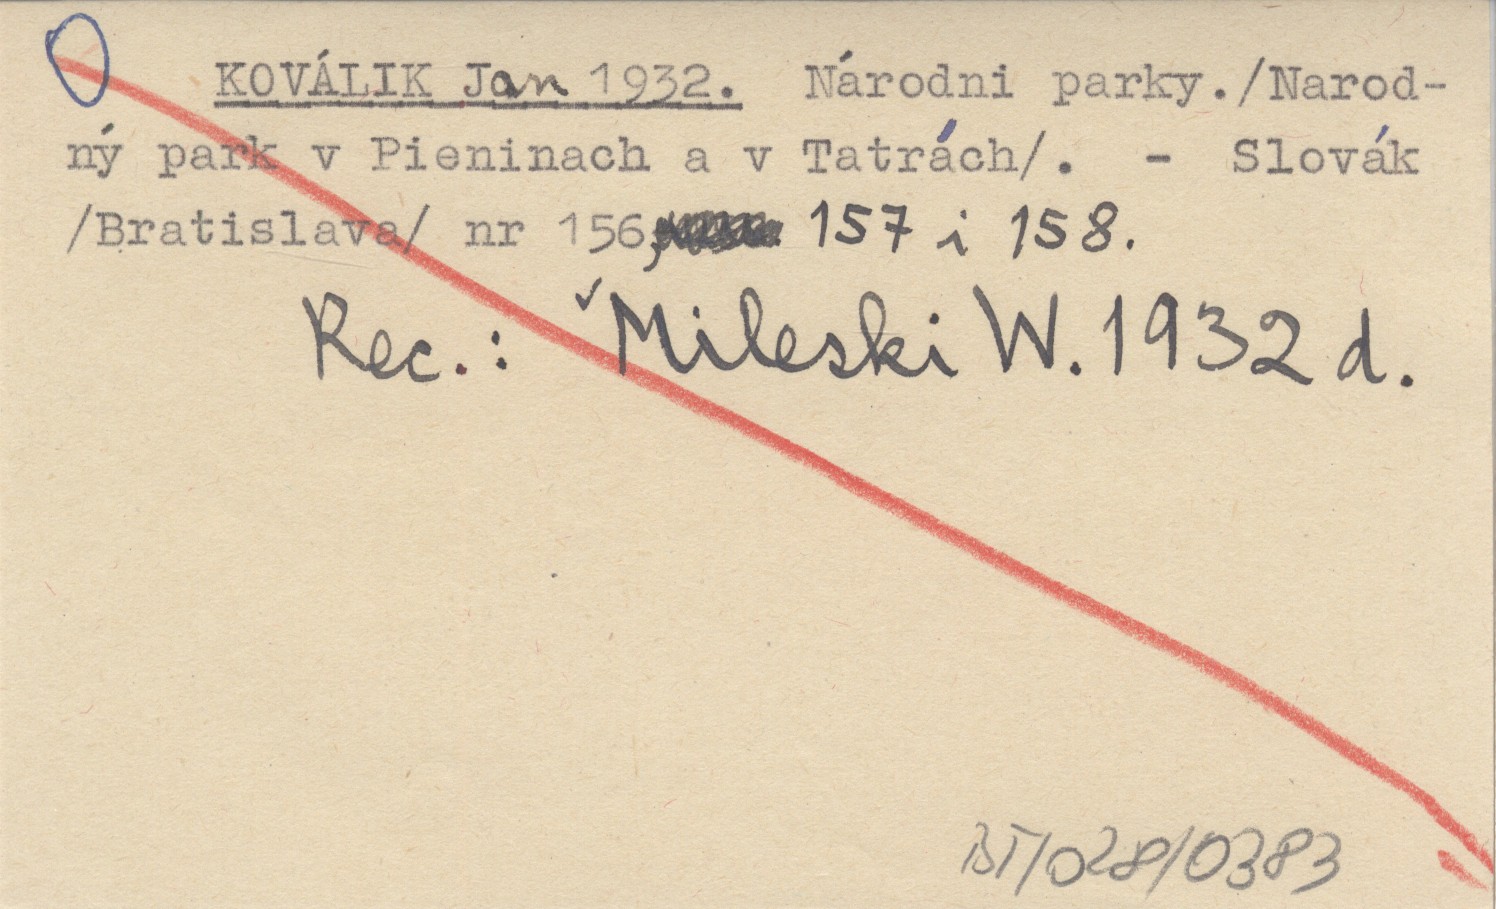 KOVÁLIK Jan 1932. Národni parky./Narod-
ný park v Pieninach a v Tatrách/. - Slovák
/Bratislava/ nr 156, 157 i 158.
Rec.: Mileski W. 1932 d.
BT/028/0383